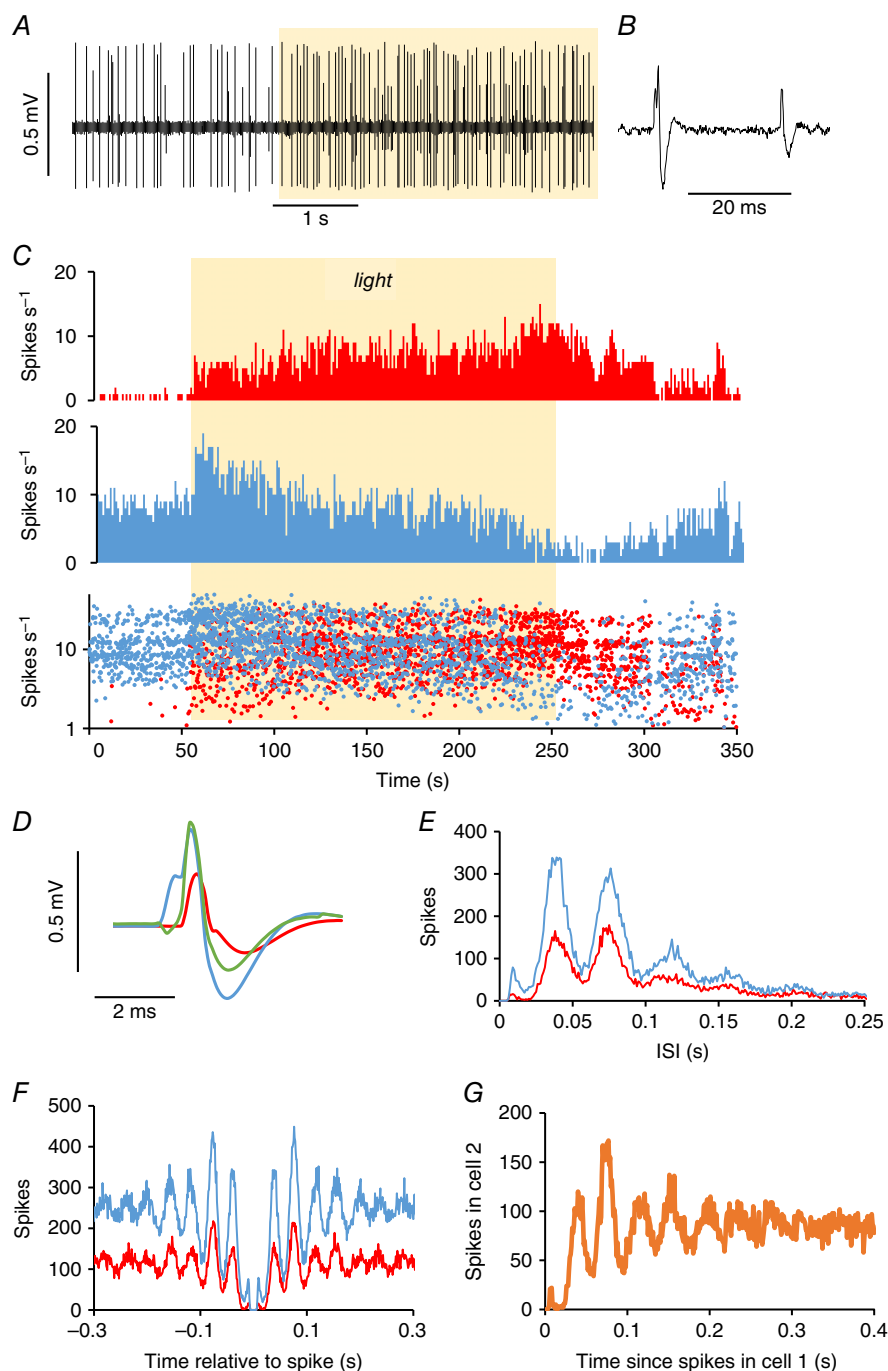 A
0.5 mV
1 s
B
20 ms
C
light
20
10
0
Spikes s⁻¹
20
10
0
Spikes s⁻¹
10
1
Spikes s⁻¹
0 50 100 150 200 250 300 350
Time (s)
D
0.5 mV
2 ms
E
400
300
200
100
0
Spikes
0 0.05 0.1 0.15 0.2 0.25
ISI (s)
F
500
400
300
200
100
0
Spikes
–0.3 –0.1 0.1 0.3
Time relative to spike (s)
G
200
150
100
50
0
Spikes in cell 2
0 0.1 0.2 0.3 0.4
Time since spikes in cell 1 (s)